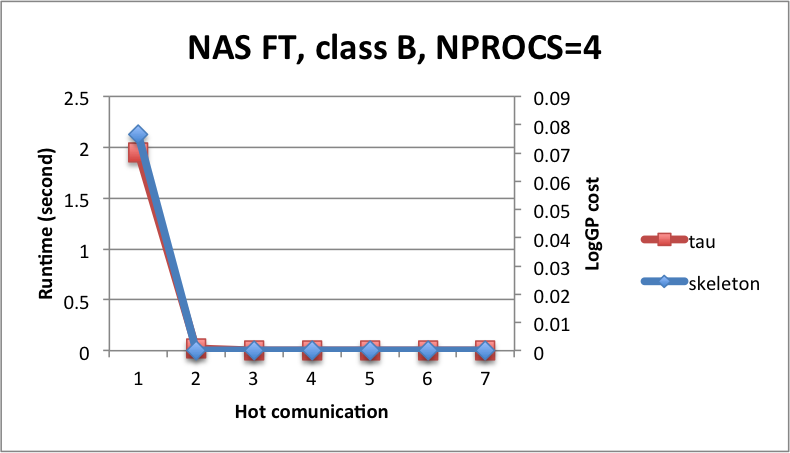 NAS FT, class B, NPROCS=4
2.5
2
1.5
1
0.5
0
Runtime (second)
0.09
0.08
0.07
0.06
0.05
0.04
0.03
0.02
0.01
0
LogGP cost
1 2 3 4 5 6 7
Hot comunication
tau
skeleton